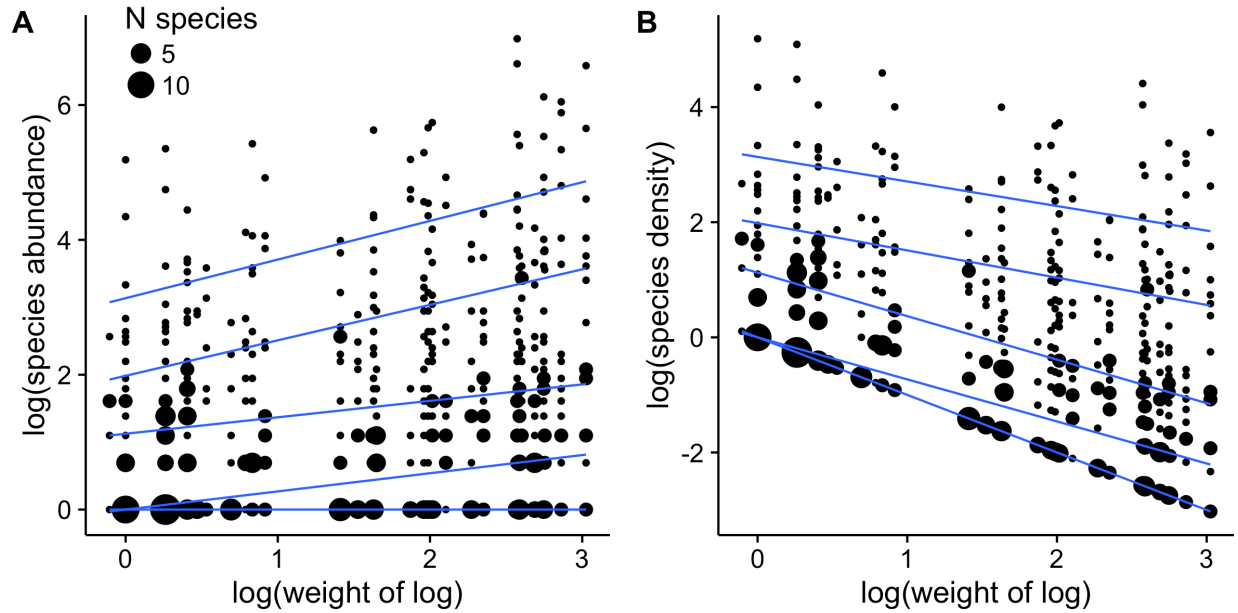 A
N species
5
10
log(species abundance)
6
4
2
0
0 1 2 3
log(weight of log)
B
log(species density)
4
2
0
-2
0 1 2 3
log(weight of log)